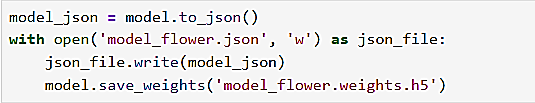 model_json = model.to_json()
with open('model_flower.json', 'w') as json_file:
    json_file.write(model_json)
    model.save_weights('model_flower.weights.h5')